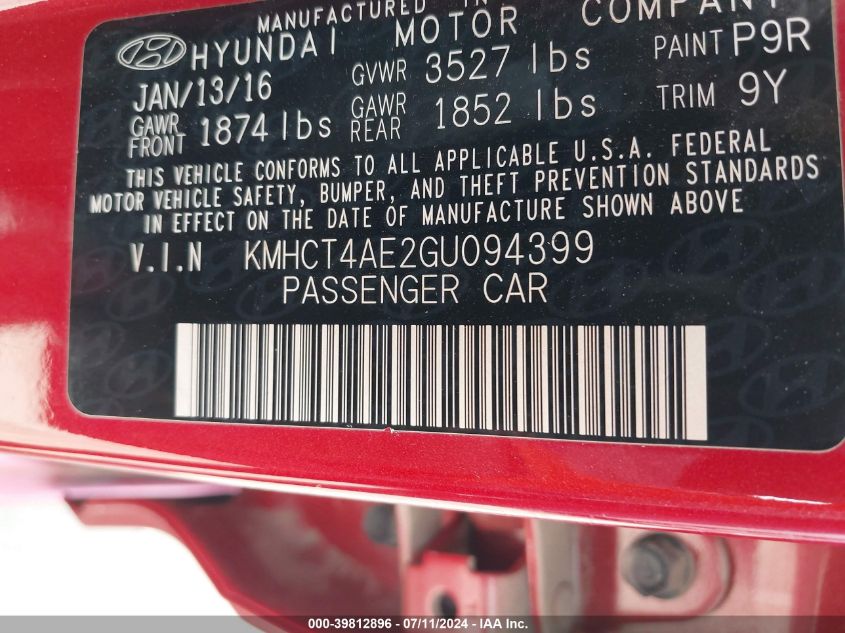 MANUFACTURED IN
HYUNDAI MOTOR COMPANY
JAN/13/16 GVWR 3527 lbs PAINT P9R
GAWR FRONT 1874 lbs GAWR REAR 1852 lbs TRIM 9Y
THIS VEHICLE CONFORMS TO ALL APPLICABLE U.S.A. FEDERAL
MOTOR VEHICLE SAFETY, BUMPER, AND THEFT PREVENTION STANDARDS
IN EFFECT ON THE DATE OF MANUFACTURE SHOWN ABOVE
V.I.N KMHCT4AE2GU094399
PASSENGER CAR
000-39812896 - 07/11/2024 - IAA Inc.